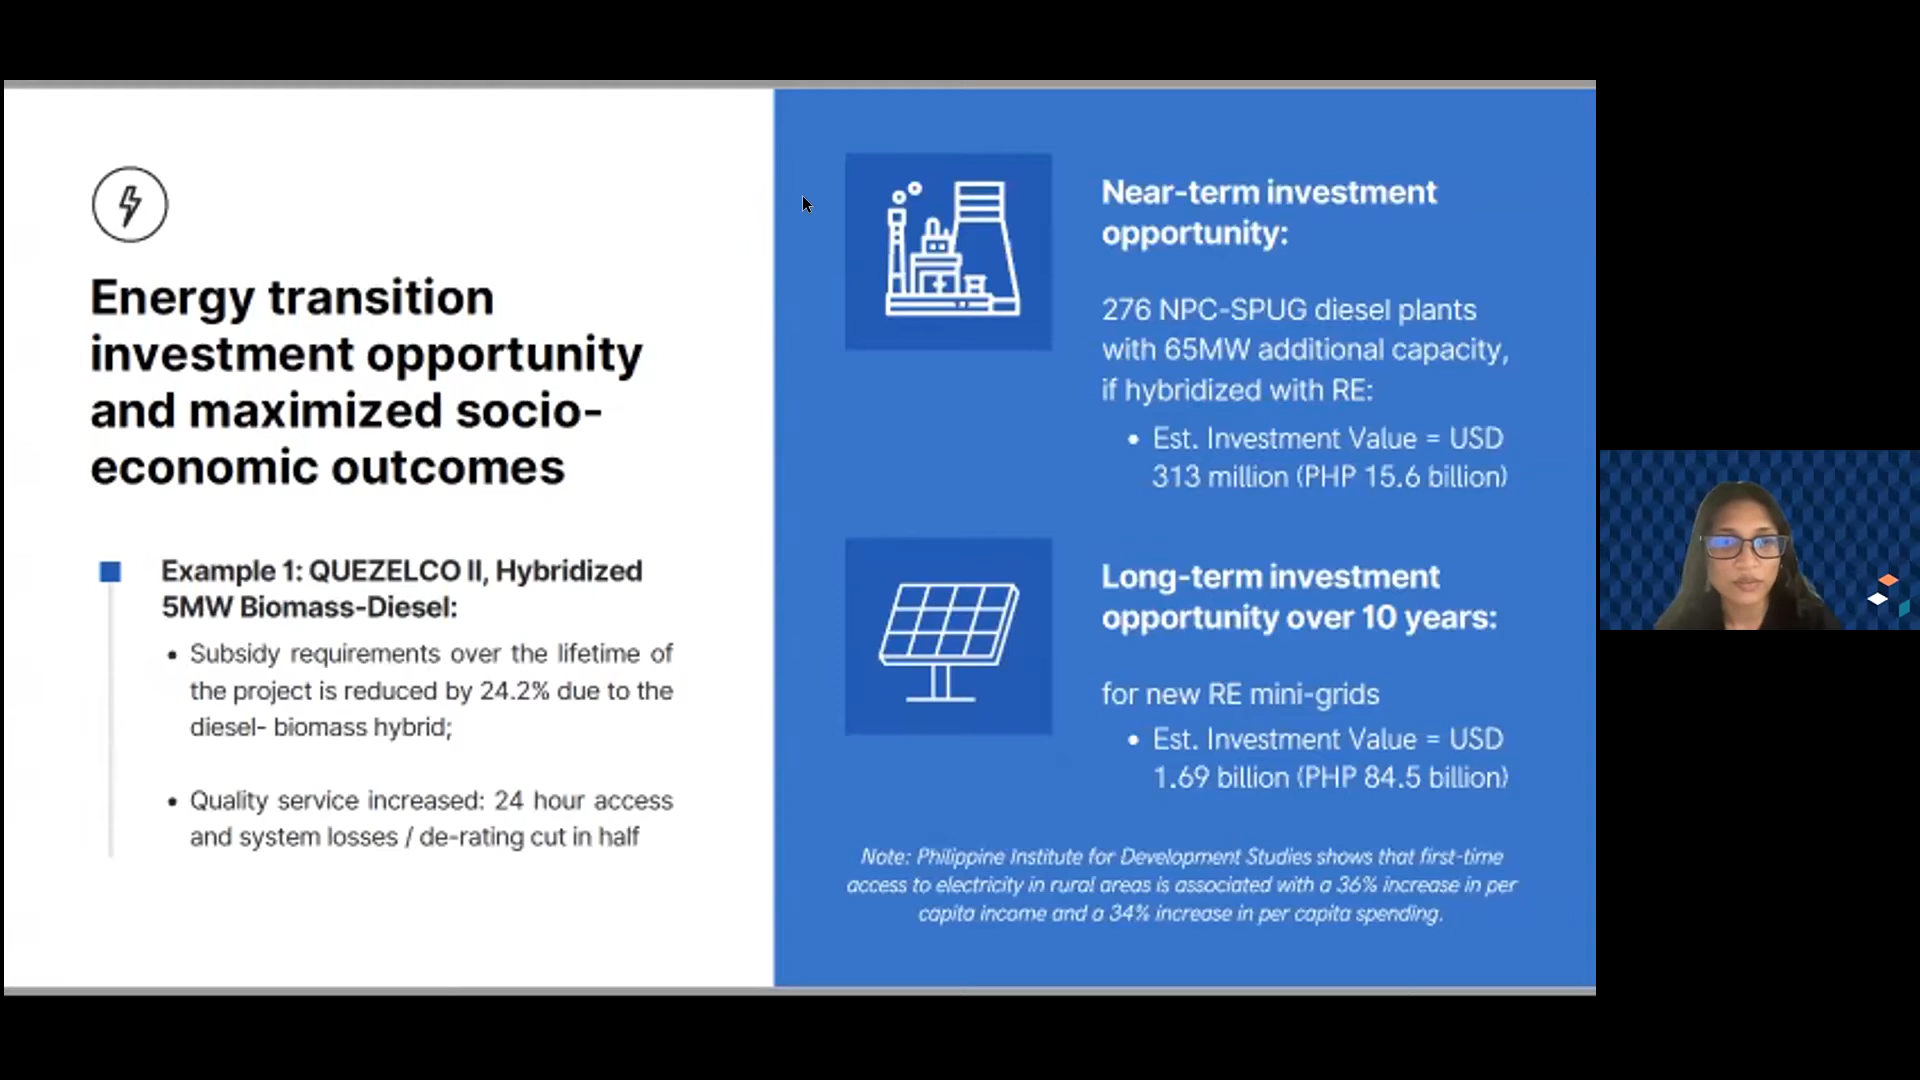 Energy transition
investment opportunity
and maximized socio-
economic outcomes
Example 1: QUEZELCO II, Hybridized
5MW Biomass-Diesel:
• Subsidy requirements over the lifetime of
the project is reduced by 24.2% due to the
diesel- biomass hybrid;
• Quality service increased: 24 hour access
and system losses / de-rating cut in half
Near-term investment
opportunity:
276 NPC-SPUG diesel plants
with 65MW additional capacity,
if hybridized with RE:
• Est. Investment Value = USD
313 million (PHP 15.6 billion)
Long-term investment
opportunity over 10 years:
for new RE mini-grids
• Est. Investment Value = USD
1.69 billion (PHP 84.5 billion)
Note: Philippine Institute for Development Studies shows that first-time
access to electricity in rural areas is associated with a 36% increase in per
capita income and a 34% increase in per capita spending.